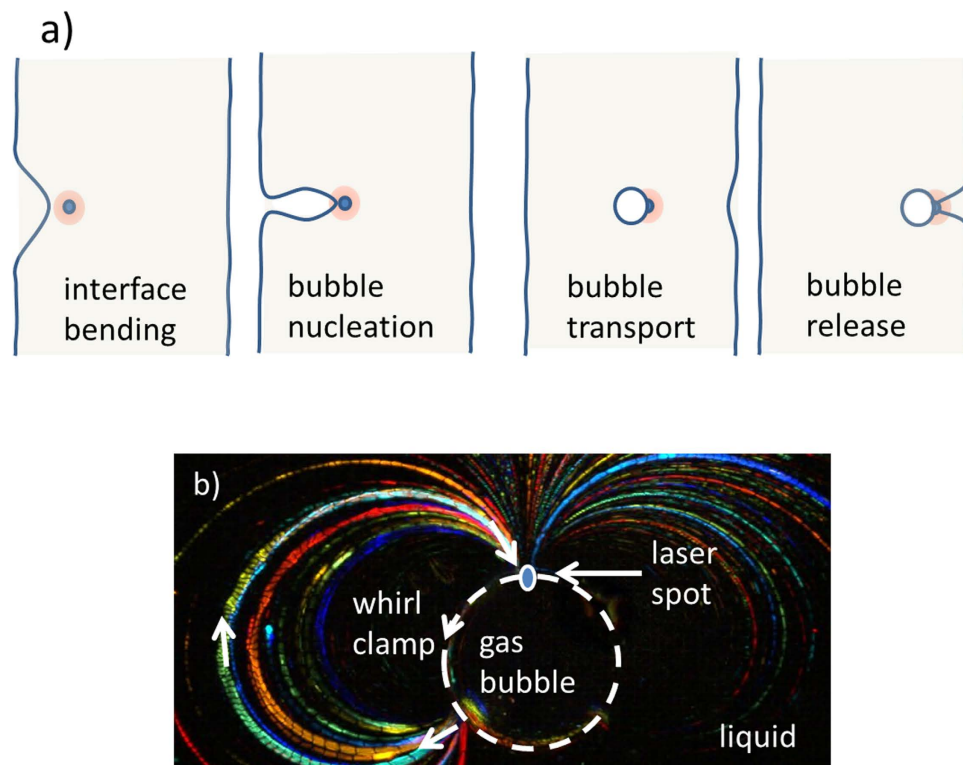 a)
interface
bending
bubble
nucleation
bubble
transport
bubble
release
b)
laser
spot
whirl
clamp
gas
bubble
liquid